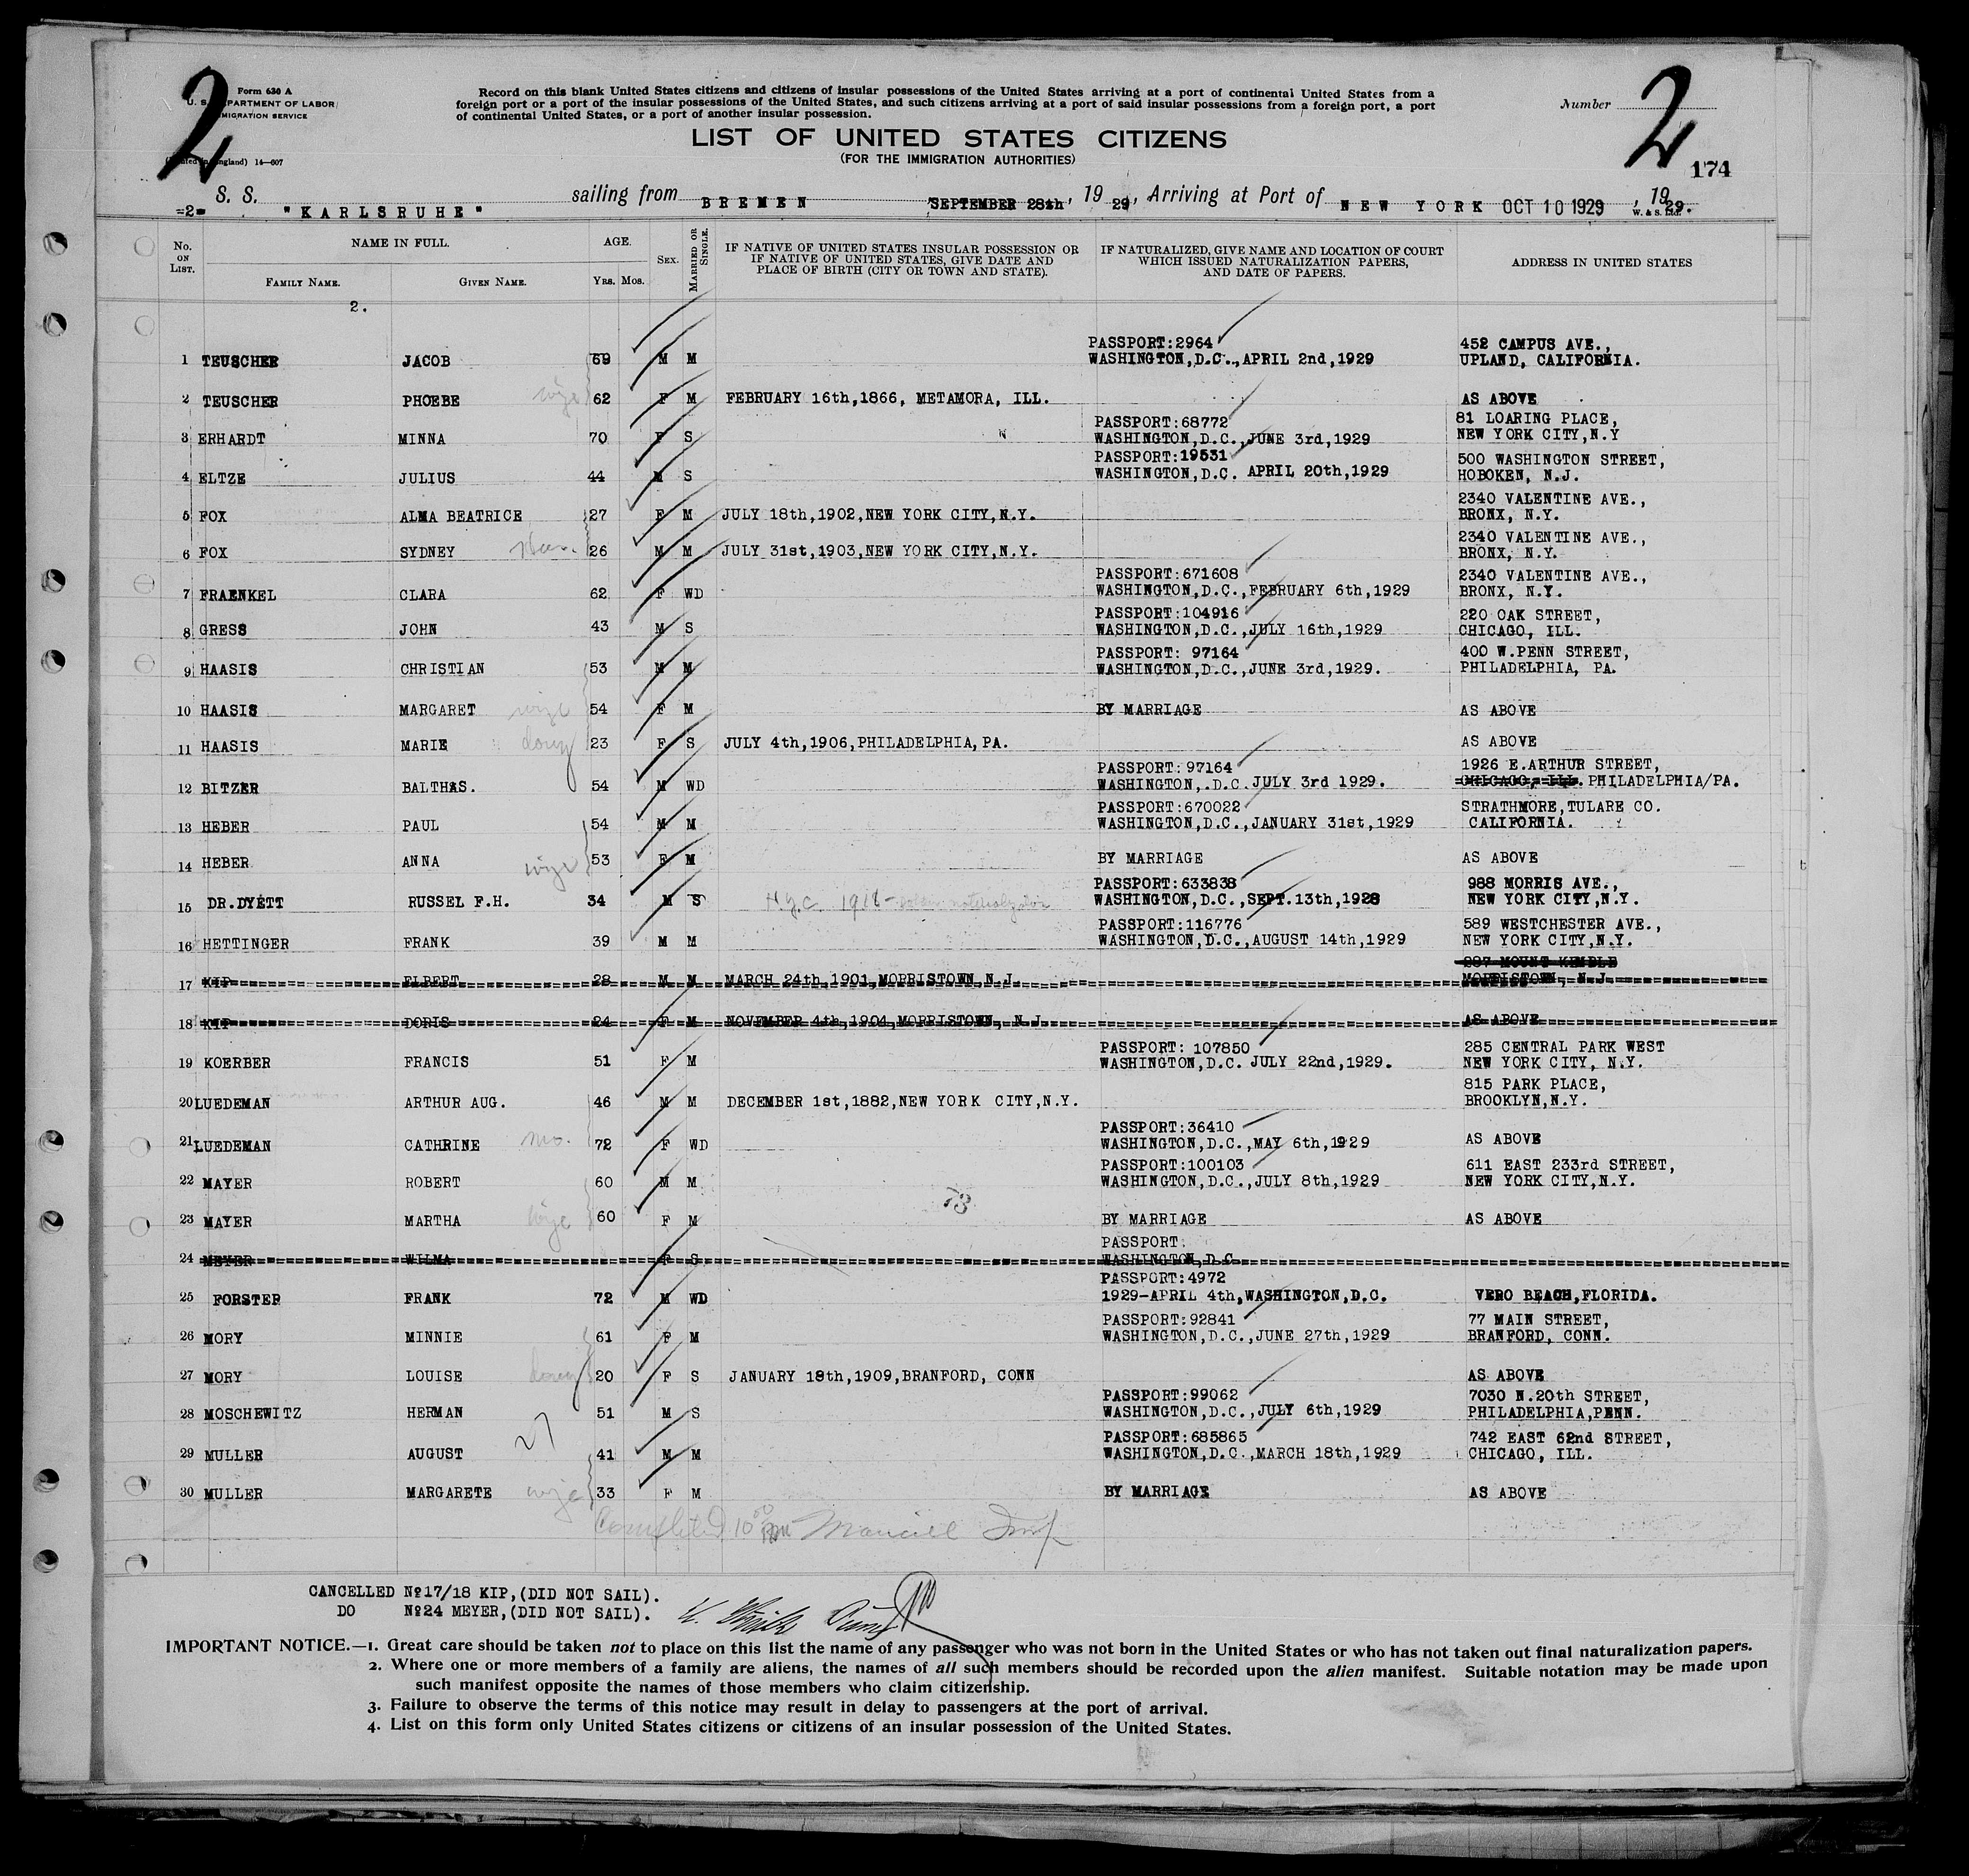 2 2
Form 630 A
U. S. DEPARTMENT OF LABOR
IMMIGRATION SERVICE
(Printed in England) 14—607
Record on this blank United States citizens and citizens of insular possessions of the United States arriving at a port of continental United States from a
foreign port or a port of the insular possessions of the United States, and such citizens arriving at a port of said insular possessions from a foreign port, a port
of continental United States, or a port of another insular possession.
Number
LIST OF UNITED STATES CITIZENS
(FOR THE IMMIGRATION AUTHORITIES)
174
S. S. "KARLSRUHE" sailing from BREMEN SEPTEMBER 28th, 19 29, Arriving at Port of NEW YORK OCT 10 1929, 19 29.
=2= W. & S. Ltd.
No. ON LIST. NAME IN FULL. FAMILY NAME. GIVEN NAME. AGE. YRS. MOS. SEX. MARRIED OR SINGLE. IF NATIVE OF UNITED STATES INSULAR POSSESSION OR IF NATIVE OF UNITED STATES, GIVE DATE AND PLACE OF BIRTH (CITY OR TOWN AND STATE). IF NATURALIZED, GIVE NAME AND LOCATION OF COURT WHICH ISSUED NATURALIZATION PAPERS, AND DATE OF PAPERS. ADDRESS IN UNITED STATES
2.
PASSPORT:2964 452 CAMPUS AVE.,
1 TEUSCHER JACOB 69 M M WASHINGTON,D.C.,APRIL 2nd,1929 UPLAND, CALIFORNIA.
2 TEUSCHER PHOEBE wife 62 F M FEBRUARY 16th,1866, METAMORA, ILL. AS ABOVE
PASSPORT:68772 81 LOARING PLACE,
3 ERHARDT MINNA 70 F S WASHINGTON,D.C.,JUNE 3rd,1929 NEW YORK CITY,N.Y
PASSPORT:19531 500 WASHINGTON STREET,
4 ELTZE JULIUS 44 M S WASHINGTON,D.C. APRIL 20th,1929 HOBOKEN, N.J.
2340 VALENTINE AVE.,
5 FOX ALMA BEATRICE 27 F M JULY 18th,1902,NEW YORK CITY,N.Y. BRONX, N.Y.
2340 VALENTINE AVE.,
6 FOX SYDNEY 26 M M JULY 31st,1903,NEW YORK CITY,N.Y. BRONX, N.Y.
PASSPORT:671608 2340 VALENTINE AVE.,
7 FRAENKEL CLARA 62 F WD WASHINGTON,D.C.,FEBRUARY 6th,1929 BRONX, N.Y.
PASSPORT:104916 220 OAK STREET,
8 GRESS JOHN 43 M S WASHINGTON,D.C.,JULY 16th,1929 CHICAGO, ILL.
PASSPORT: 97164 400 W.PENN STREET,
9 HAASIS CHRISTIAN 53 M M WASHINGTON,D.C.,JUNE 3rd,1929. PHILADELPHIA, PA.
10 HAASIS MARGARET wife 54 F M BY MARRIAGE AS ABOVE
11 HAASIS MARIE 23 F S JULY 4th,1906,PHILADELPHIA,PA. AS ABOVE
PASSPORT:97164 1926 E.ARTHUR STREET,
12 BITZER BALTHAS. 54 M WD WASHINGTON,.D.C. JULY 3rd 1929. CHICAGO, ILL. PHILADELPHIA/PA.
PASSPORT:670022 STRATHMORE,TULARE CO.
13 HEBER PAUL 54 M M WASHINGTON,D.C.,JANUARY 31st,1929 CALIFORNIA.
14 HEBER ANNA wife 53 F M BY MARRIAGE AS ABOVE
PASSPORT:633838 988 MORRIS AVE.,
15 DR.DYETT RUSSEL F.H. 34 M S N.Y.C. WASHINGTON,D.C.,SEPT.13th,1928 NEW YORK CITY,N.Y.
PASSPORT:116776 589 WESTCHESTER AVE.,
16 HETTINGER FRANK 39 M M WASHINGTON,D.C.,AUGUST 14th,1929 NEW YORK CITY,N.Y.
287 MOUNT KEMBLE
17 KIP ELBERT 28 M M MARCH 24th,1901,MORRISTOWN,N.J. MORRISTOWN, N.J.
18 KIP DORIS 24 F M NOVEMBER 4th,1904,MORRISTOWN, N.J. AS ABOVE
PASSPORT: 107850 285 CENTRAL PARK WEST
19 KOERBER FRANCIS 51 F M WASHINGTON,D.C. JULY 22nd,1929. NEW YORK CITY, N.Y.
815 PARK PLACE,
20 LUEDEMAN ARTHUR AUG. 46 M M DECEMBER 1st,1882,NEW YORK CITY,N.Y. BROOKLYN,N.Y.
PASSPORT:36410
21 LUEDEMAN CATHRINE mo. 72 F WD WASHINGTON,D.C.,MAY 6th,1929 AS ABOVE
PASSPORT:100103 611 EAST 233rd STREET,
22 MAYER ROBERT 60 M M WASHINGTON,D.C.,JULY 8th,1929 NEW YORK CITY,N.Y.
23 MAYER MARTHA wife 60 F M BY MARRIAGE AS ABOVE
PASSPORT:
24 MEYER WILMA F S WASHINGTON,D.C.
PASSPORT:4972
25 FORSTER FRANK 72 M WD 1929-APRIL 4th,WASHINGTON,D.C. VERO BEACH,FLORIDA.
PASSPORT:92841 77 MAIN STREET,
26 MORY MINNIE 61 F M WASHINGTON,D.C.,JUNE 27th,1929 BRANFORD, CONN.
27 MORY LOUISE 20 F S JANUARY 18th,1909,BRANFORD, CONN AS ABOVE
PASSPORT:99062 7030 N.20th STREET,
28 MOSCHEWITZ HERMAN 51 M S WASHINGTON,D.C.,JULY 6th,1929 PHILADELPHIA,PENN.
27 PASSPORT:685865 742 EAST 62nd STREET,
29 MULLER AUGUST 41 M M WASHINGTON,D.C.,MARCH 18th,1929 CHICAGO, ILL.
30 MULLER MARGARETE wife 33 F M BY MARRIAGE AS ABOVE
Completed 10
CANCELLED №17/18 KIP,(DID NOT SAIL).
DO №24 MEYER,(DID NOT SAIL).
IMPORTANT NOTICE.—1. Great care should be taken not to place on this list the name of any passenger who was not born in the United States or who has not taken out final naturalization papers.
2. Where one or more members of a family are aliens, the names of all such members should be recorded upon the alien manifest. Suitable notation may be made upon
such manifest opposite the names of those members who claim citizenship.
3. Failure to observe the terms of this notice may result in delay to passengers at the port of arrival.
4. List on this form only United States citizens or citizens of an insular possession of the United States.